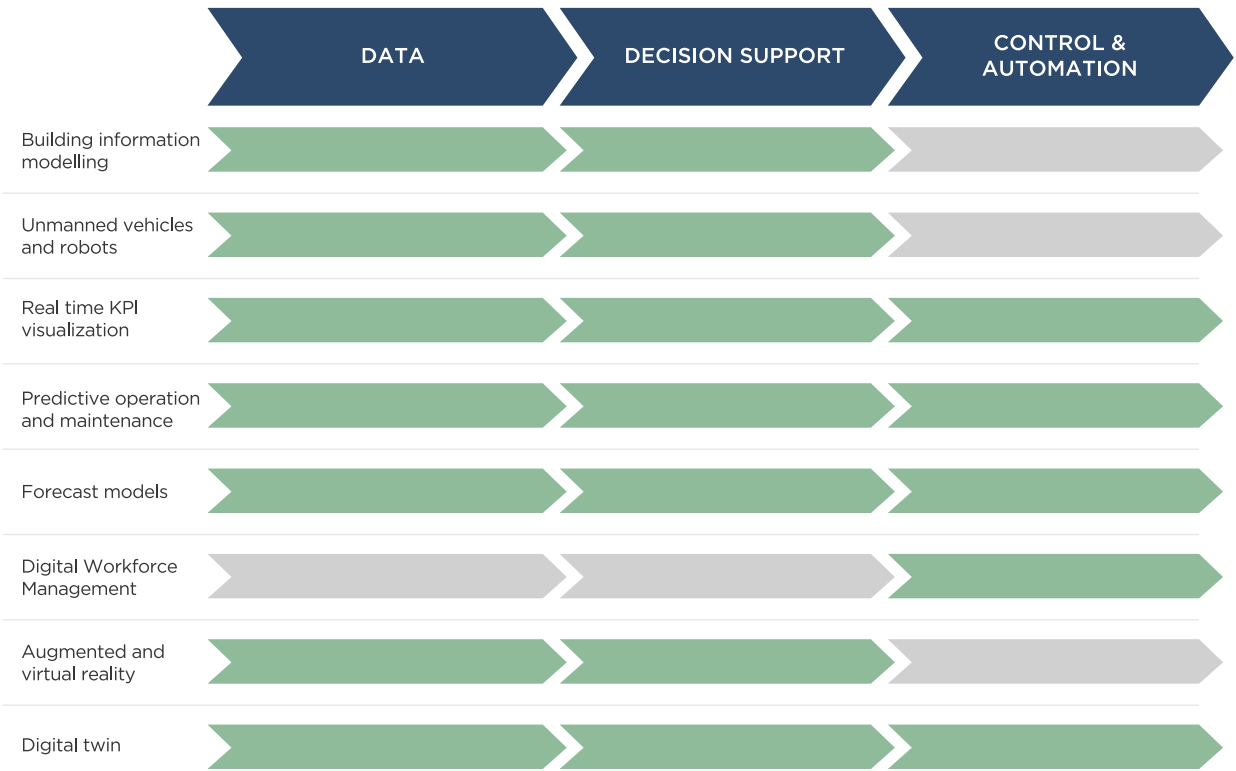 DATA
DECISION SUPPORT
CONTROL &
AUTOMATION
Building information
modelling
Unmanned vehicles
and robots
Real time KPI
visualization
Predictive operation
and maintenance
Forecast models
Digital Workforce
Management
Augmented and
virtual reality
Digital twin